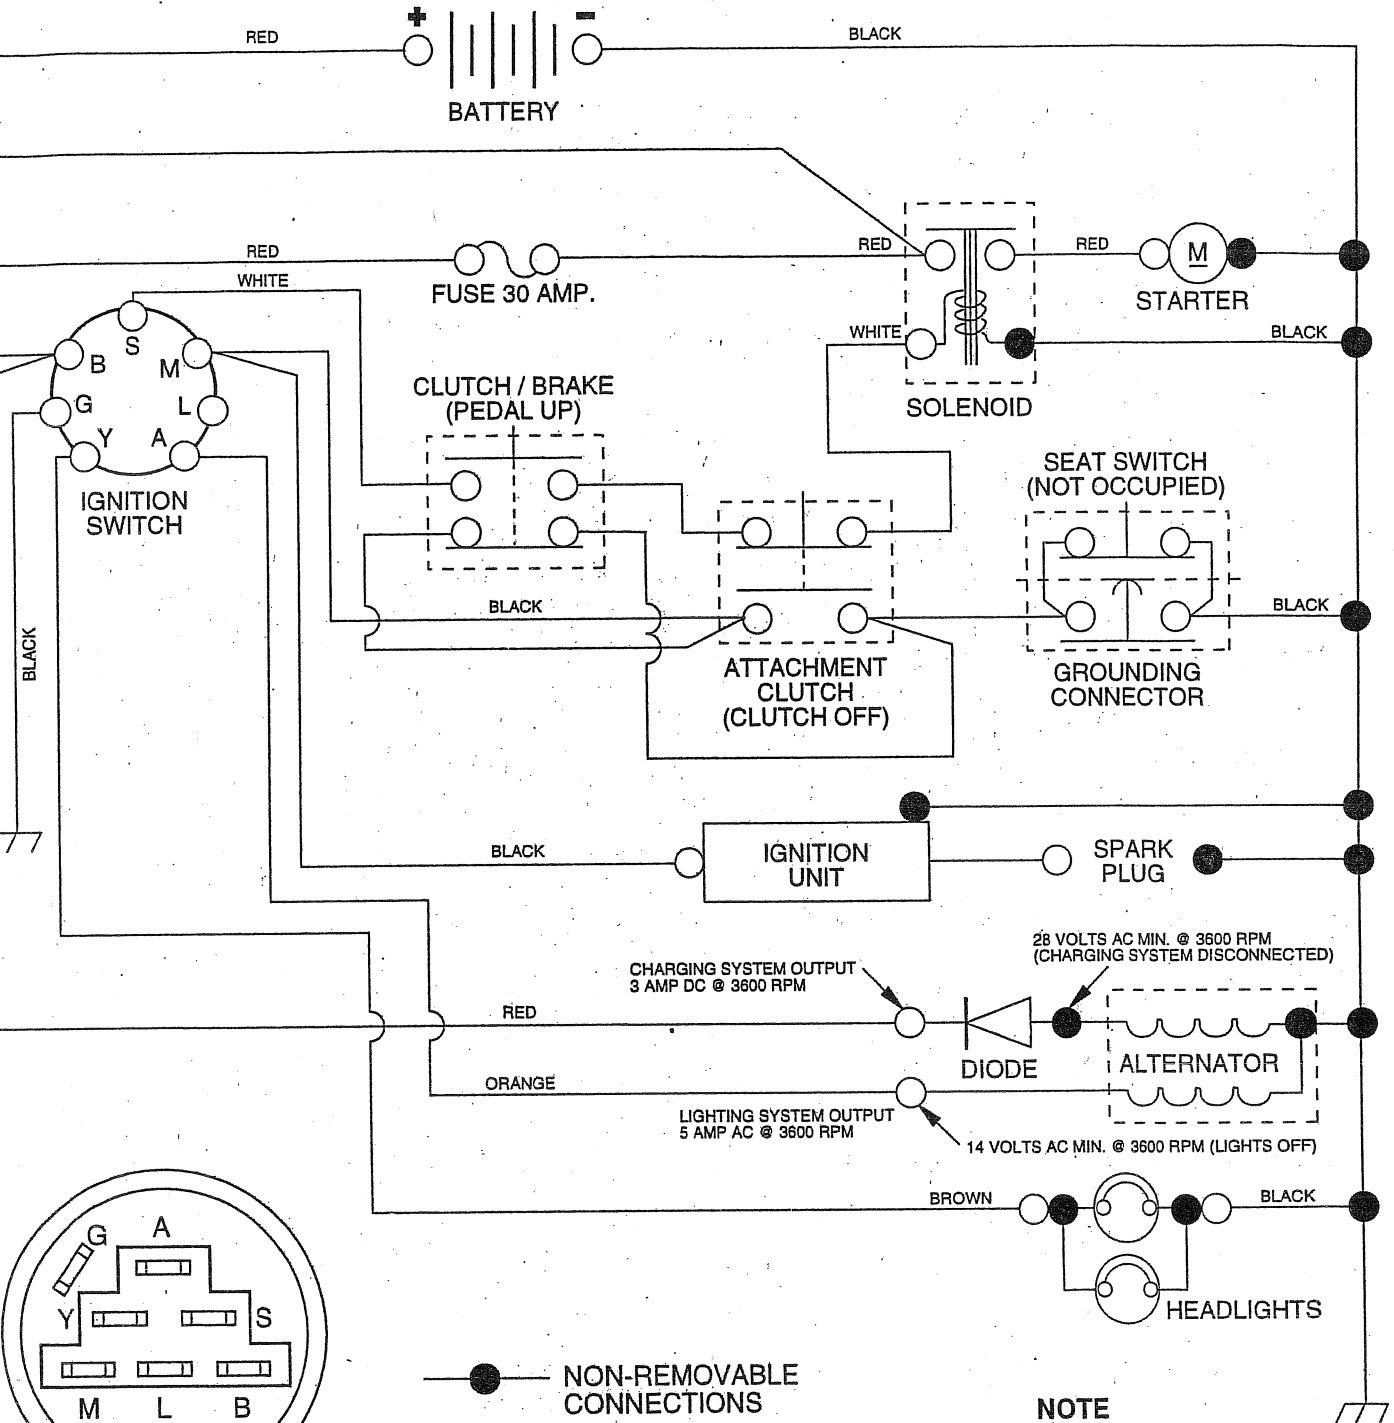 + -
RED
BLACK
BATTERY
RED
RED
RED
M
FUSE 30 AMP.
STARTER
WHITE
S
B
M
G
L
Y
A
IGNITION
SWITCH
WHITE
BLACK
SOLENOID
CLUTCH / BRAKE
(PEDAL UP)
SEAT SWITCH
(NOT OCCUPIED)
BLACK
BLACK
BLACK
ATTACHMENT
CLUTCH
(CLUTCH OFF)
GROUNDING
CONNECTOR
BLACK
IGNITION
UNIT
SPARK
PLUG
28 VOLTS AC MIN. @ 3600 RPM
(CHARGING SYSTEM DISCONNECTED)
CHARGING SYSTEM OUTPUT
3 AMP DC @ 3600 RPM
RED
DIODE
ALTERNATOR
ORANGE
LIGHTING SYSTEM OUTPUT
5 AMP AC @ 3600 RPM
14 VOLTS AC MIN. @ 3600 RPM (LIGHTS OFF)
BROWN
BLACK
HEADLIGHTS
G
A
Y
S
M L B
NON-REMOVABLE
CONNECTIONS
NOTE